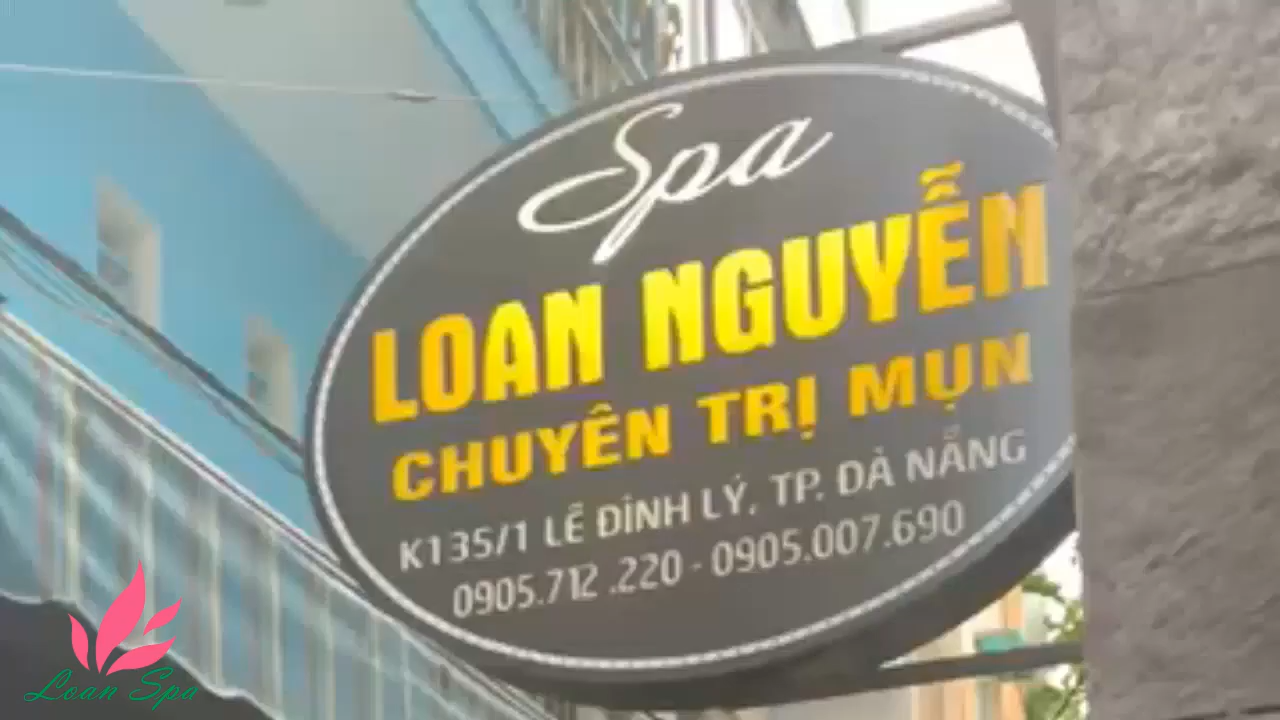 Spa
LOAN NGUYỄN
CHUYÊN TRỊ MỤN
K135/1 LÊ ĐÌNH LÝ, TP. ĐÀ NẴNG
0905.712.220 - 0905.007.690
Loan Spa